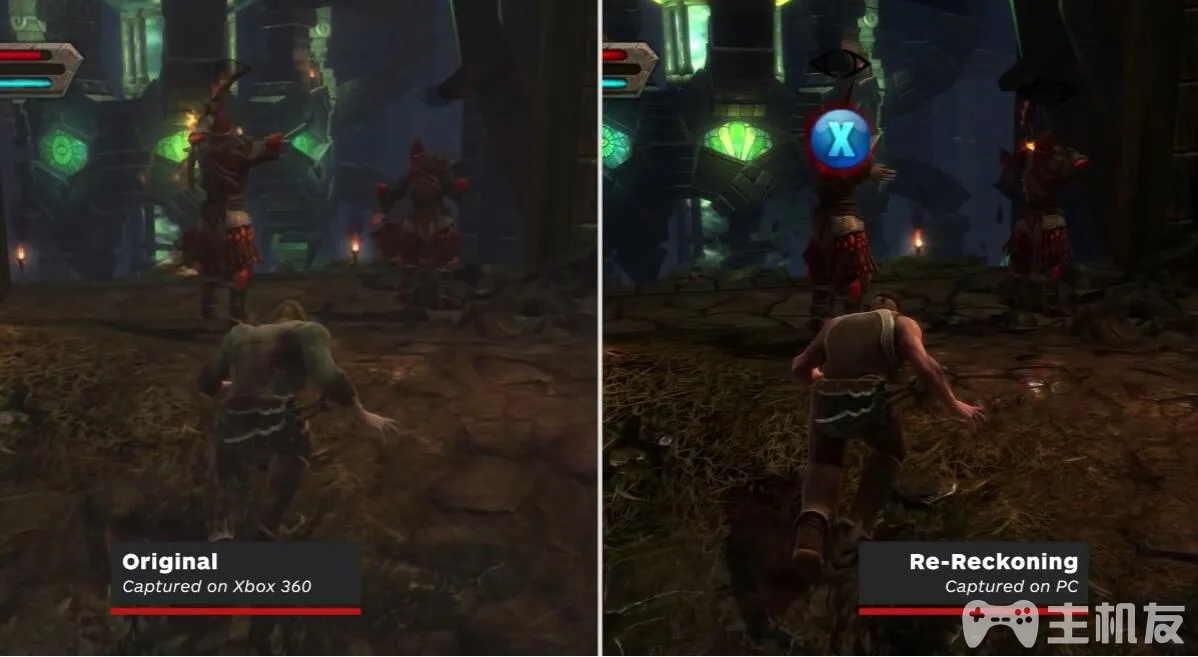 X
Original
Captured on Xbox 360
Re-Reckoning
Captured on PC
主机友